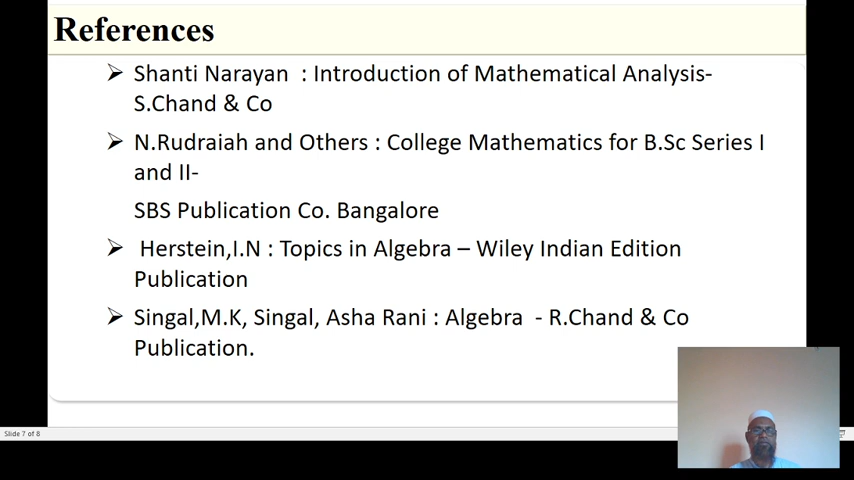 References
➢ Shanti Narayan : Introduction of Mathematical Analysis-
S.Chand & Co
➢ N.Rudraiah and Others : College Mathematics for B.Sc Series I
and II-
SBS Publication Co. Bangalore
➢ Herstein,I.N : Topics in Algebra – Wiley Indian Edition
Publication
➢ Singal,M.K, Singal, Asha Rani : Algebra - R.Chand & Co
Publication.
Slide 7 of 8